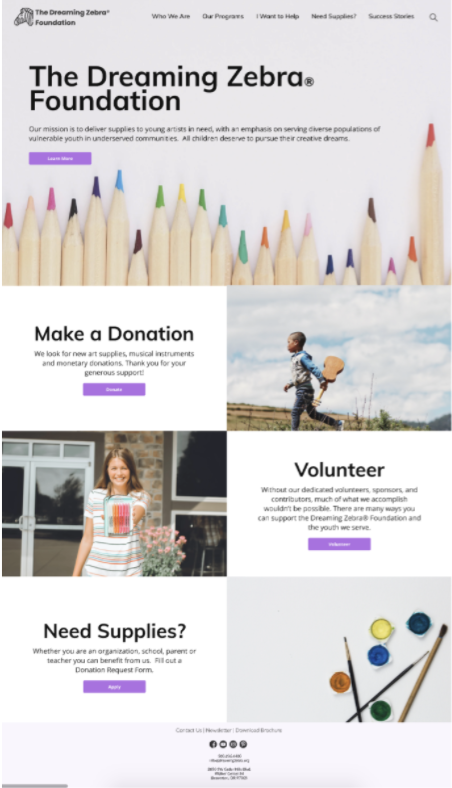 The Dreaming Zebra®
Foundation
Who We Are Our Programs I Want to Help Need Supplies? Success Stories
The Dreaming Zebra®
Foundation
Our mission is to deliver supplies to young artists in need, with an emphasis on serving diverse populations of
vulnerable youth in underserved communities. All children deserve to pursue their creative dreams.
Learn More
Make a Donation
We look for new art supplies, musical instruments
and monetary donations. Thank you for your
generous support!
Donate
Volunteer
Without our dedicated volunteers, sponsors, and
contributors, much of what we accomplish
wouldn't be possible. There are many ways you
can support the Dreaming Zebra® Foundation and
the youth we serve.
Volunteer
Need Supplies?
Whether you are an organization, school, parent or
teacher you can benefit from us. Fill out a
Donation Request Form.
Apply
Contact Us | Newsletter | Download Brochure